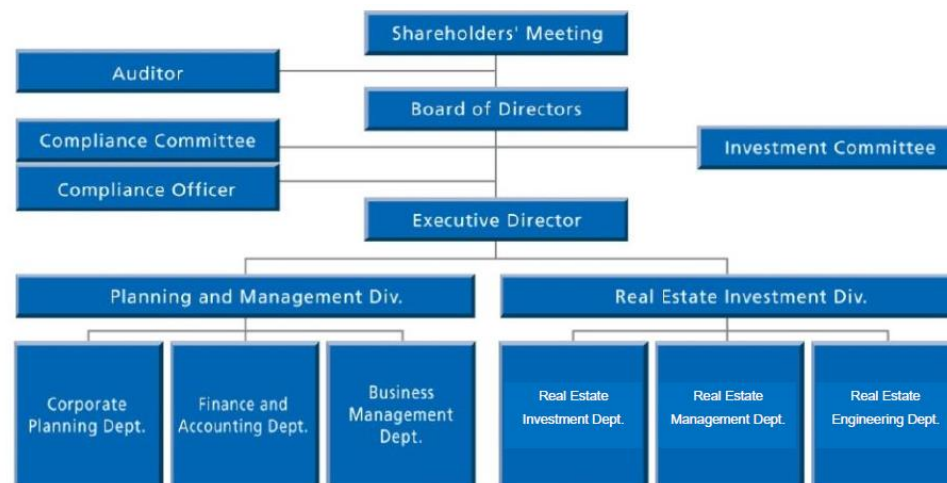 Shareholders' Meeting
Auditor
Board of Directors
Compliance Committee
Investment Committee
Compliance Officer
Executive Director
Planning and Management Div.
Real Estate Investment Div.
Corporate
Planning Dept.
Finance and
Accounting Dept.
Business
Management
Dept.
Real Estate
Investment Dept.
Real Estate
Management Dept.
Real Estate
Engineering Dept.